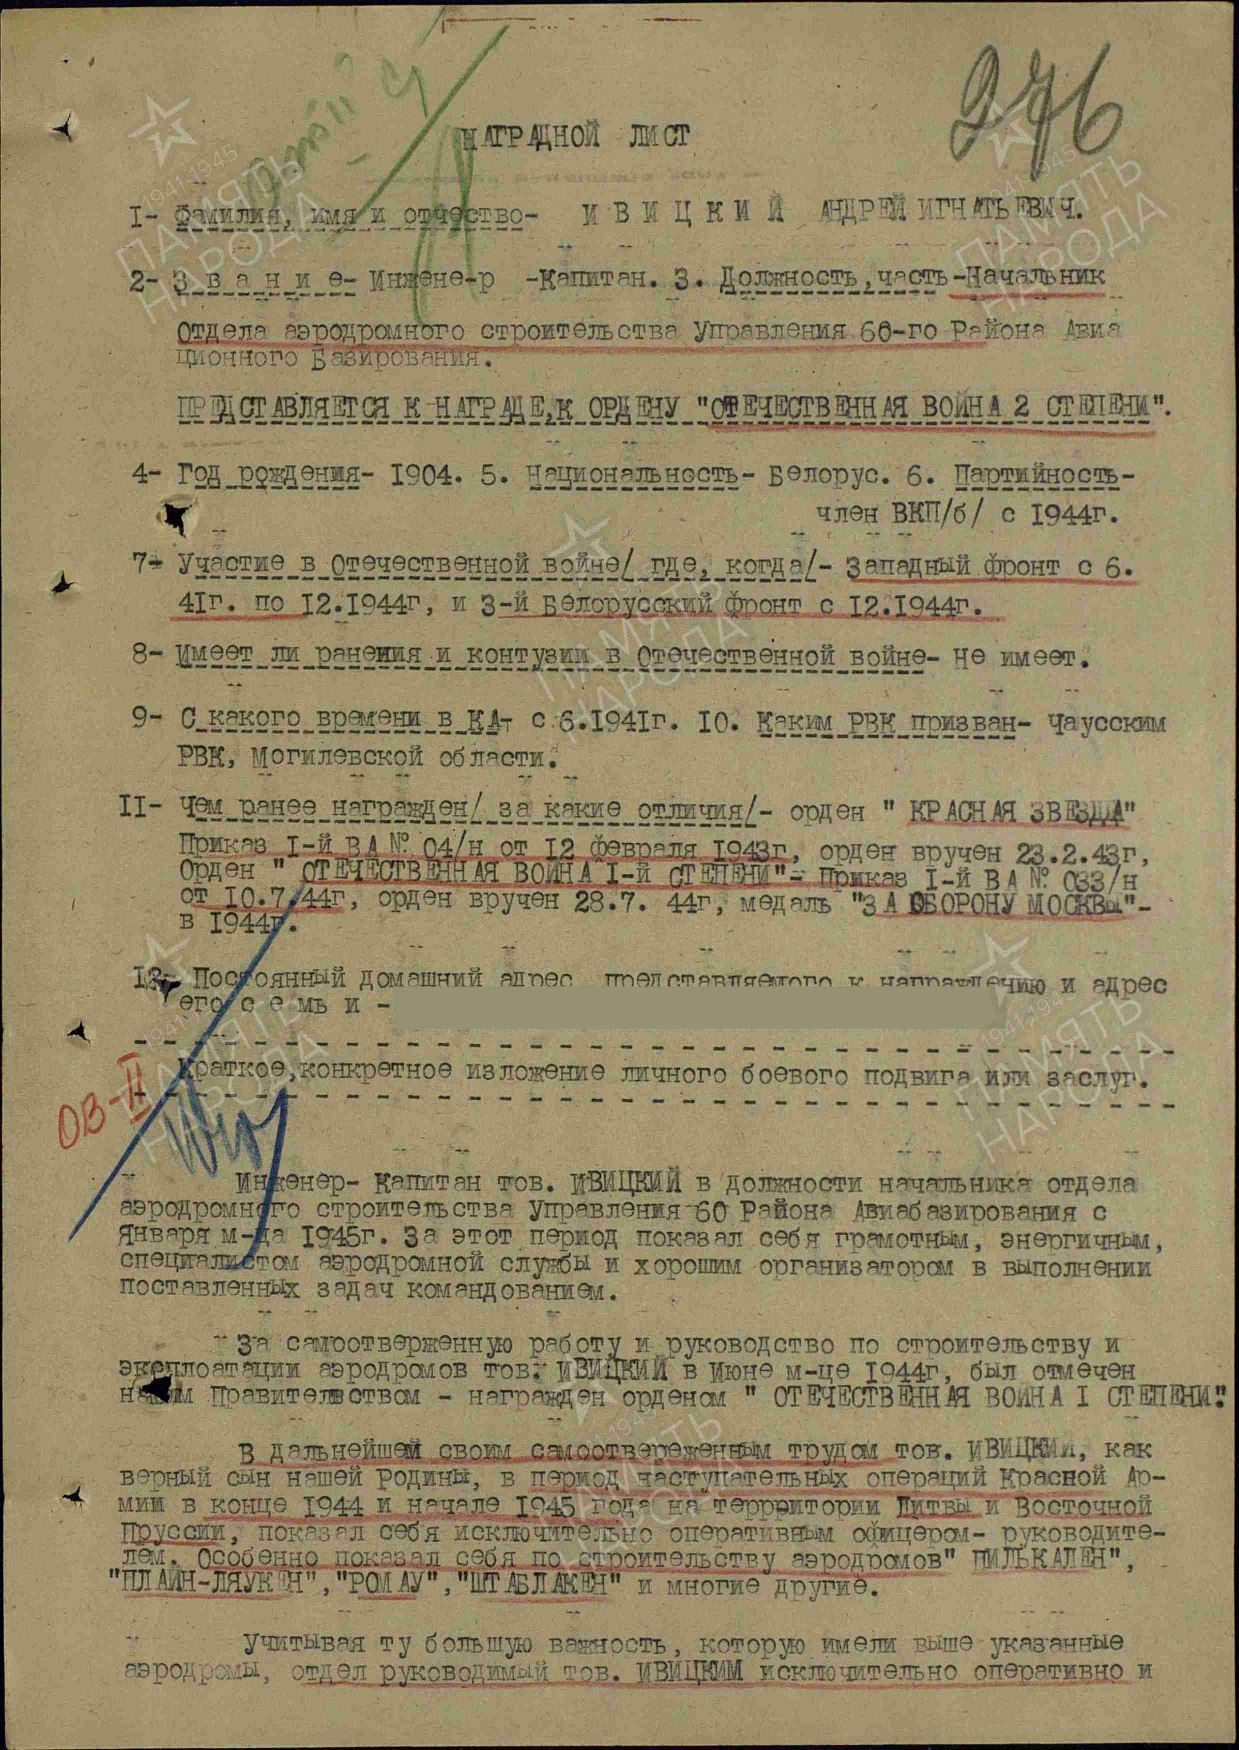 276
НАГРАДНОЙ ЛИСТ
I- Фамилия, имя и отчество- ИВИЦКИЙ АНДРЕЙ ИГНАТЬЕВИЧ.
2- Звание- Инжене-р -Капитан. 3. Должность,часть-Начальник
Отдела аэродромного строительства Управления 60-го Района Авиа
ционного Базирования.
ПРЕДСТАВЛЯЕТСЯ К НАГРАДЕ,К ОРДЕНУ "ОТЕЧЕСТВЕННАЯ ВОЙНА 2 СТЕПЕНИ".
4- Год рождения- 1904. 5. Национальность- Белорус. 6. Партийность-
член ВКП/б/ с 1944г.
7- Участие в Отечественной войне/ где, когда/- Западный фронт с 6.
41г. по 12.1944г, и 3-й Белорусский фронт с 12.1944г.
8- Имеет ли ранения и контузии в Отечественной войне- Не имеет.
9- С какого времени в КА- с 6.1941г. 10. Каким РВК призван- Чаусским
РВК, Могилевской области.
II- Чем ранее награжден/ за какие отличия/- орден " КРАСНАЯ ЗВЕЗДА"
Приказ I-й ВА № 04/н от 12 февраля 1943г, орден вручен 23.2.43г,
Орден " ОТЕЧЕСТВЕННАЯ ВОЙНА I-й СТЕПЕНИ"- Приказ I-й ВА № 033/н
от 10.7.44г, орден вручен 28.7. 44г, медаль "ЗА ОБОРОНУ МОСКВЫ"-
в 1944г.
12- Постоянный домашний адрес представляемого к награждению и адрес
его семьи -
Краткое,конкретное изложение личного боевого подвига или заслуг.
ОВ-II
Инженер- Капитан тов. ИВИЦКИЙ в должности начальника отдела
аэродромного строительства Управления 60 Района Авиабазирования с
Января м-ца 1945г. За этот период показал себя грамотным, энергичным,
специалистом аэродромной службы и хорошим организатором в выполнении
поставленных задач командованием.
За самоотверженную работу и руководство по строительству и
эксплоатации аэродромов тов. ИВИЦКИЙ в Июне м-це 1944г, был отмечен
нашим Правительством - награжден орденом " ОТЕЧЕСТВЕННАЯ ВОЙНА I СТЕПЕНИ".
В дальнейшем своим самоотвереженным трудом тов. ИВИЦКИЙ, как
верный сын нашей Родины, в период наступательных операций Красной Ар-
мии в конце 1944 и начале 1945 года на территории Литвы и Восточной
Пруссии, показал себя исключительно оперативным офицером- руководите-
лем. Особенно показал себя по строительству аэродромов" ПИЛЬКАЛЕН",
"ПЛАЙН-ЛЯУКЕН","РОМАУ","ШТАБЛАКЕН" и многие другие.
Учитывая ту большую важность, которую имели выше указанные
аэродромы, отдел руководимый тов. ИВИЦКИМ исключительно оперативно и
ПАМЯТЬ НАРОДА
1941-1945